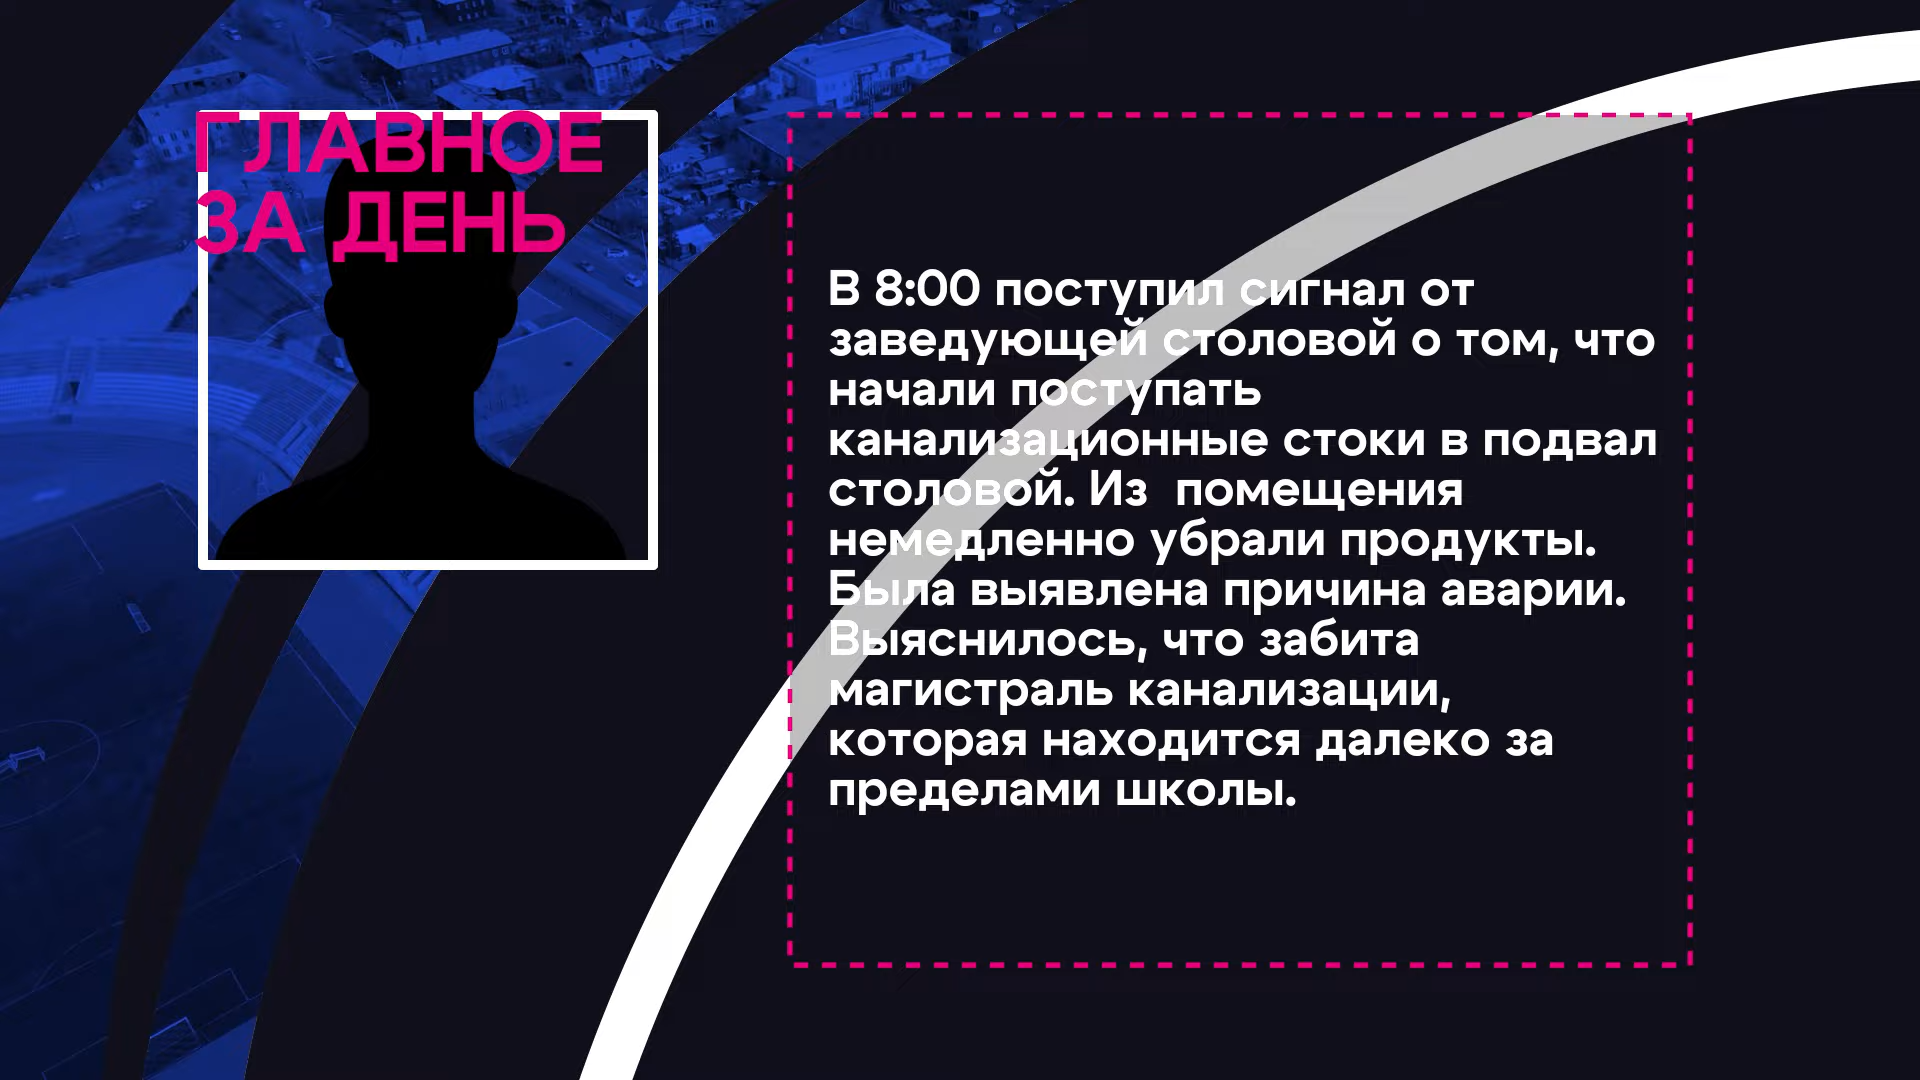 ГЛАВНОЕ
ЗА ДЕНЬ
В 8:00 поступил сигнал от
заведующей столовой о том, что
начали поступать
канализационные стоки в подвал
столовой. Из  помещения
немедленно убрали продукты.
Была выявлена причина аварии.
Выяснилось, что забита
магистраль канализации,
которая находится далеко за
пределами школы.